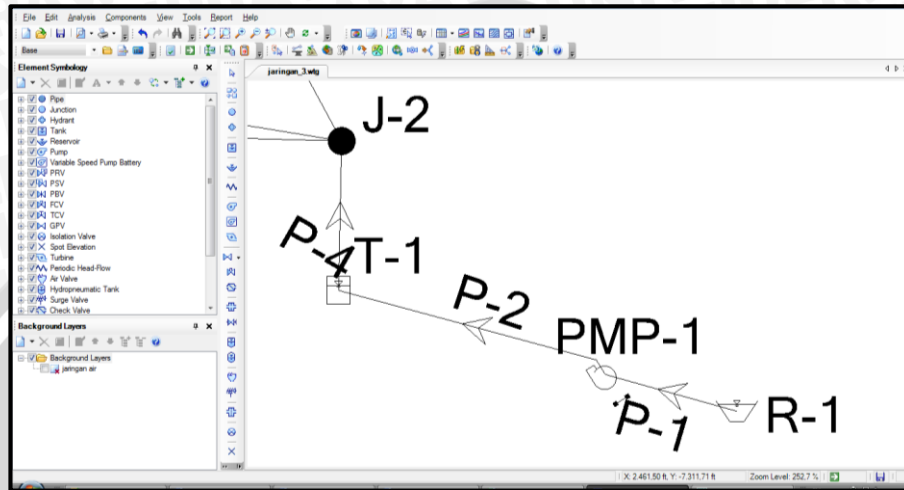 File Edit Analysis Components View Tools Report Help
Base
Element Symbology
Pipe
Junction
Hydrant
Tank
Reservoir
Pump
Variable Speed Pump Battery
PRV
PSV
PBV
FCV
TCV
GPV
Isolation Valve
Spot Elevation
Turbine
Periodic Head-Flow
Air Valve
Hydropneumatic Tank
Surge Valve
Check Valve
Background Layers
Background Layers
jaringan air
jaringan_3.wtg
J-2
P-4
T-1
P-2
PMP-1
P-1
R-1
X: 2.461,50 ft, Y: -7.311,71 ft
Zoom Level: 252,7 %